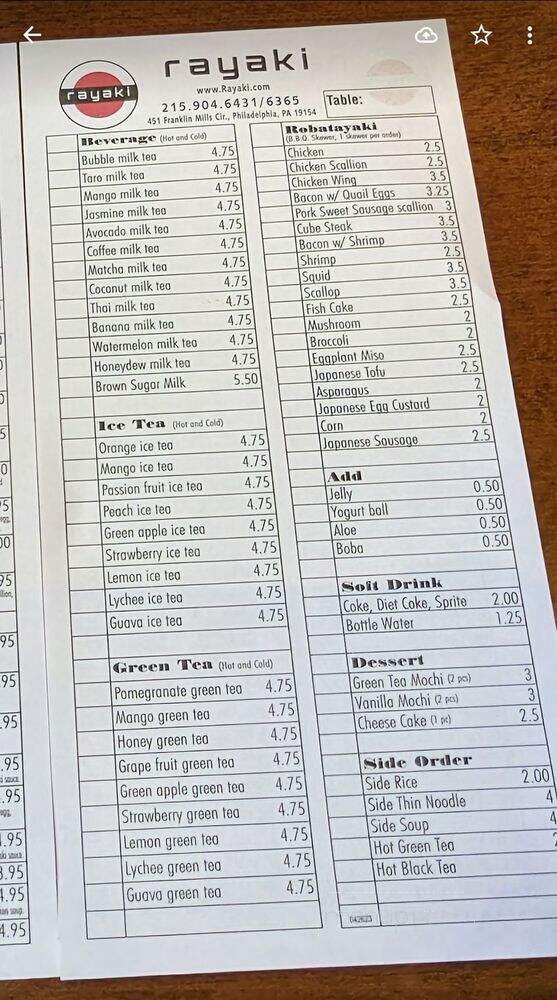 rayaki
rayaki
www.Rayaki.com
215.904.6431/6365
451 Franklin Mills Cir., Philadelphia, PA 19154
Table:
Beverage (Hot and Cold)
Bubble milk tea 4.75
Taro milk tea 4.75
Mango milk tea 4.75
Jasmine milk tea 4.75
Avocado milk tea 4.75
Coffee milk tea 4.75
Matcha milk tea 4.75
Coconut milk tea 4.75
Thai milk tea 4.75
Banana milk tea 4.75
Watermelon milk tea 4.75
Honeydew milk tea 4.75
Brown Sugar Milk 5.50
Ice Tea (Hot and Cold)
Orange ice tea 4.75
Mango ice tea 4.75
Passion fruit ice tea 4.75
Peach ice tea 4.75
Green apple ice tea 4.75
Strawberry ice tea 4.75
Lemon ice tea 4.75
Lychee ice tea 4.75
Guava ice tea 4.75
Green Tea (Hot and Cold)
Pomegranate green tea 4.75
Mango green tea 4.75
Honey green tea 4.75
Grape fruit green tea 4.75
Green apple green tea 4.75
Strawberry green tea 4.75
Lemon green tea 4.75
Lychee green tea 4.75
Guava green tea 4.75
Robatayaki
(B.B.Q. Skewer, 1 skewer per order)
Chicken 2.5
Chicken Scallion 2.5
Chicken Wing 3.5
Bacon w/ Quail Eggs 3.25
Pork Sweet Sausage scallion 3
Cube Steak 3.5
Bacon w/ Shrimp 3.5
Shrimp 2.5
Squid 3.5
Scallop 3.5
Fish Cake 2.5
Mushroom 2
Broccoli 2
Eggplant Miso 2.5
Japanese Tofu 2.5
Asparagus 2
Japanese Egg Custard 2
Corn 2
Japanese Sausage 2.5
Add
Jelly 0.50
Yogurt ball 0.50
Aloe 0.50
Boba 0.50
Soft Drink
Coke, Diet Coke, Sprite 2.00
Bottle Water 1.25
Dessert
Green Tea Mochi (2 pcs) 3
Vanilla Mochi (2 pcs) 3
Cheese Cake (1 pc) 2.5
Side Order
Side Rice 2.00
Side Thin Noodle 4
Side Soup 4
Hot Green Tea
Hot Black Tea
042623